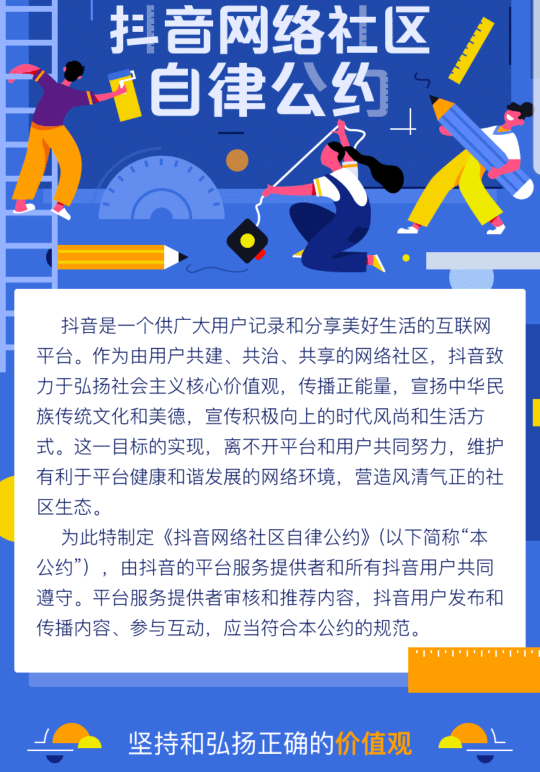 抖音网络社区
自律公约
抖音是一个供广大用户记录和分享美好生活的互联网
平台。作为由用户共建、共治、共享的网络社区，抖音致
力于弘扬社会主义核心价值观，传播正能量，宣扬中华民
族传统文化和美德，宣传积极向上的时代风尚和生活方
式。这一目标的实现，离不开平台和用户共同努力，维护
有利于平台健康和谐发展的网络环境，营造风清气正的社
区生态。
为此特制定《抖音网络社区自律公约》(以下简称“本
公约”) ，由抖音的平台服务提供者和所有抖音用户共同
遵守。平台服务提供者审核和推荐内容，抖音用户发布和
传播内容、参与互动，应当符合本公约的规范。
坚持和弘扬正确的价值观